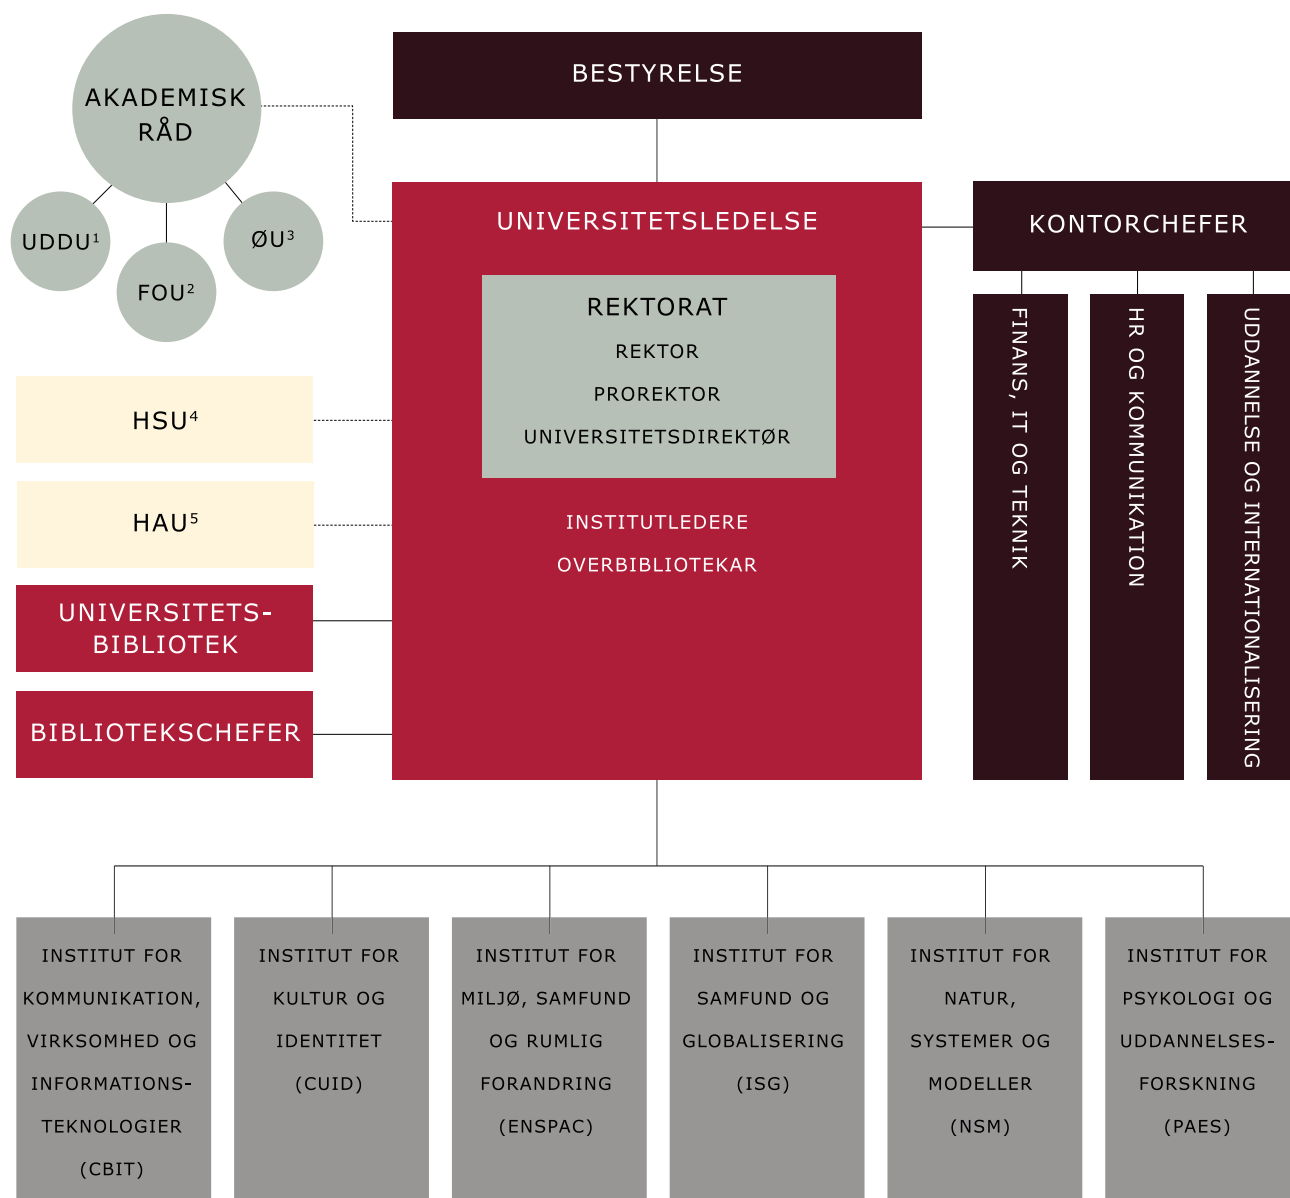 BESTYRELSE
AKADEMISK
RÅD
UDDU¹
FOU²
ØU³
UNIVERSITETSLEDELSE
REKTORAT
REKTOR
PROREKTOR
UNIVERSITETSDIREKTØR
INSTITUTLEDERE
OVERBIBLIOTEKAR
KONTORCHEFER
FINANS, IT OG TEKNIK
HR OG KOMMUNIKATION
UDDANNELSE OG INTERNATIONALISERING
HSU⁴
HAU⁵
UNIVERSITETS-
BIBLIOTEK
BIBLIOTEKSCHEFER
INSTITUT FOR
KOMMUNIKATION,
VIRKSOMHED OG
INFORMATIONS-
TEKNOLOGIER
(CBIT)
INSTITUT FOR
KULTUR OG
IDENTITET
(CUID)
INSTITUT FOR
MILJØ, SAMFUND
OG RUMLIG
FORANDRING
(ENSPAC)
INSTITUT FOR
SAMFUND OG
GLOBALISERING
(ISG)
INSTITUT FOR
NATUR,
SYSTEMER OG
MODELLER
(NSM)
INSTITUT FOR
PSYKOLOGI OG
UDDANNELSES-
FORSKNING
(PAES)